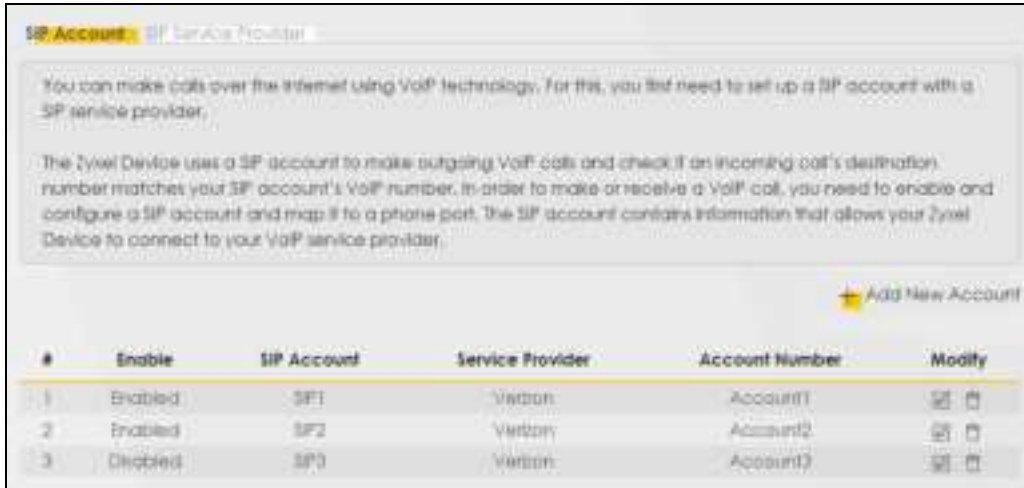 SIP Account SIP Service Provider
You can make calls over the Internet using VoIP technology. For this, you first need to set up a SIP account with a
SIP service provider.
The Zyxel Device uses a SIP account to make outgoing VoIP calls and check if an incoming call's destination
number matches your SIP account's VoIP number. In order to make or receive a VoIP call, you need to enable and
configure a SIP account and map it to a phone port. The SIP account contains information that allows your Zyxel
Device to connect to your VoIP service provider.
+ Add New Account
# Enable SIP Account Service Provider Account Number Modify
1 Enabled SIP1 Verizon Account1
2 Enabled SIP2 Verizon Account2
3 Disabled SIP3 Verizon Account3